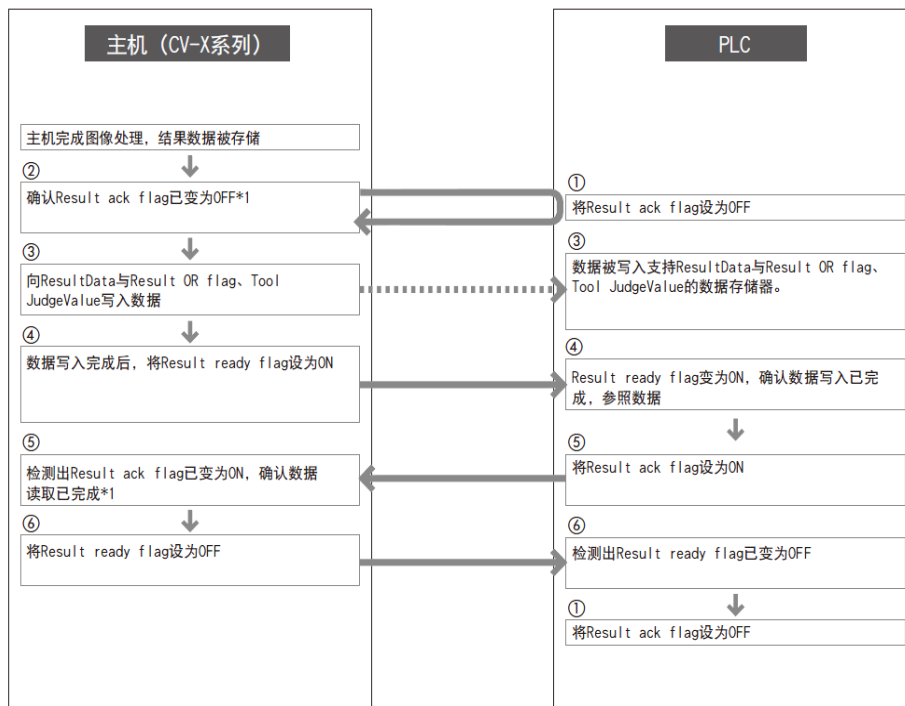 主机（CV-X系列）
主机完成图像处理，结果数据被存储
②
确认Result ack flag已变为OFF*1
③
向ResultData与Result OR flag、Tool
JudgeValue写入数据
④
数据写入完成后，将Result ready flag设为ON
⑤
检测出Result ack flag已变为ON，确认数据
读取已完成*1
⑥
将Result ready flag设为OFF
PLC
①
将Result ack flag设为OFF
③
数据被写入支持ResultData与Result OR flag、
Tool JudgeValue的数据存储器。
④
Result ready flag变为ON，确认数据写入已完
成，参照数据
⑤
将Result ack flag设为ON
⑥
检测出Result ready flag已变为OFF
①
将Result ack flag设为OFF